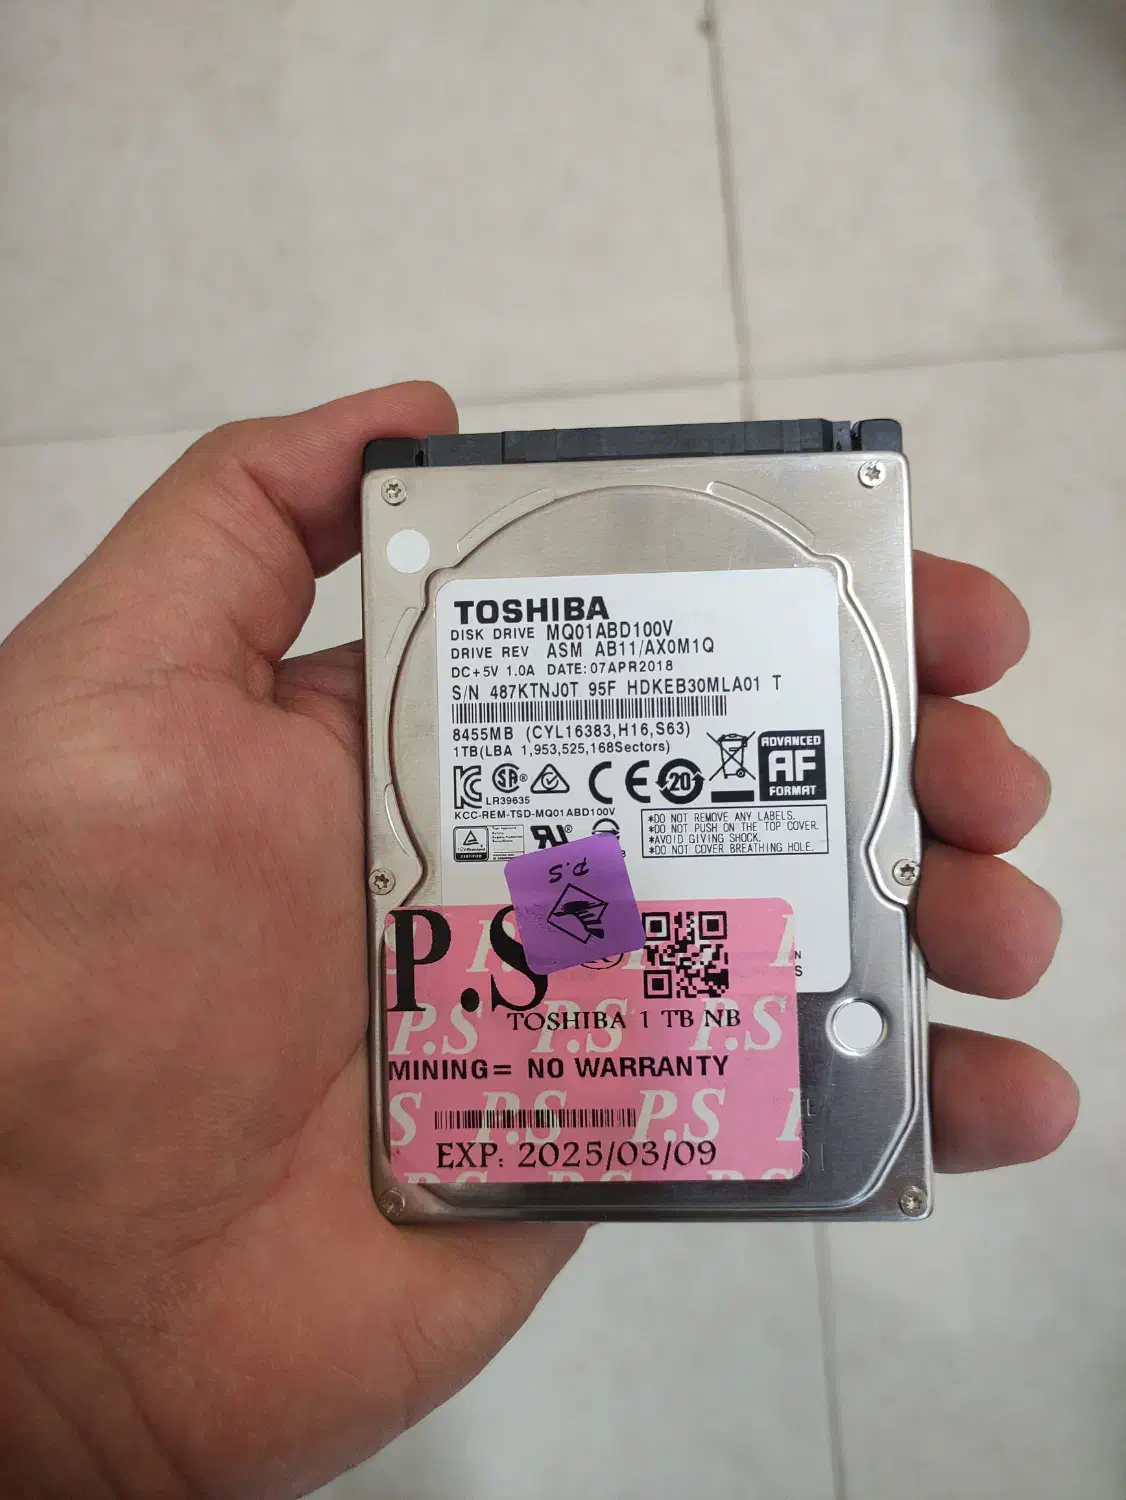 TOSHIBA
DISK DRIVE MQ01ABD100V
DRIVE REV ASM AB11/AX0M1Q
DC+5V 1.0A DATE:07APR2018
S/N 487KTNJ0T 95F HDKEB30MLA01 T
8455MB (CYL16383,H16,S63)
1TB(LBA 1,953,525,168Sectors)
ADVANCED
AF
FORMAT
20
LR39635
KCC-REM-TSD-MQ01ABD100V
*DO NOT REMOVE ANY LABELS.
*DO NOT PUSH ON THE TOP COVER.
*AVOID GIVING SHOCK.
*DO NOT COVER BREATHING HOLE.
P.S
P.S
TOSHIBA 1 TB NB
MINING= NO WARRANTY
EXP: 2025/03/09